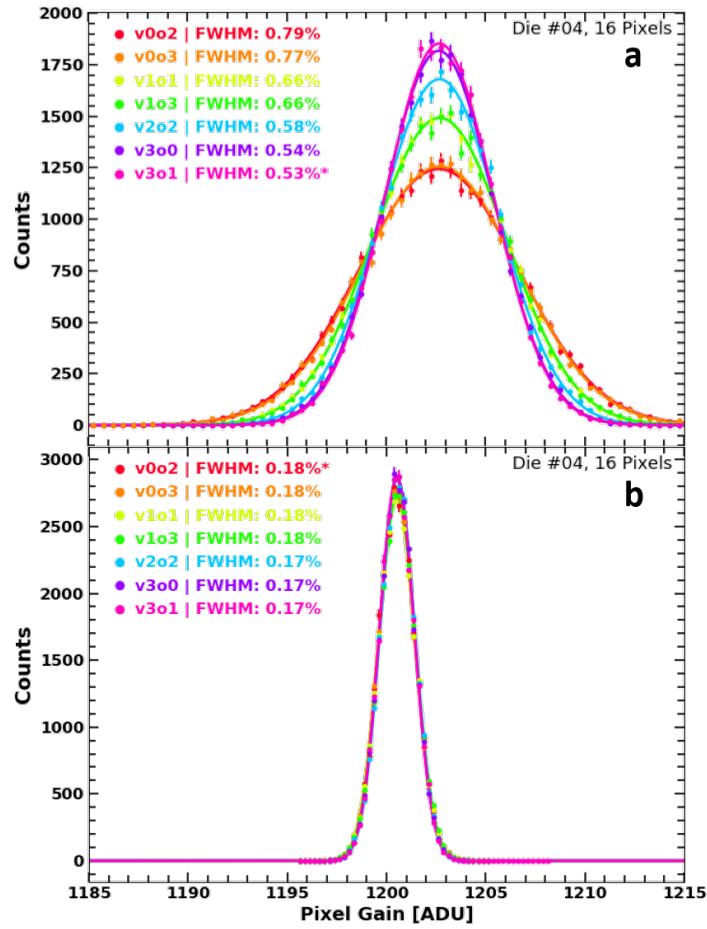 2000
1750
1500
1250
1000
750
500
250
0
Counts
Die #04, 16 Pixels
a
v0o2 | FWHM: 0.79%
v0o3 | FWHM: 0.77%
v1o1 | FWHM: 0.66%
v1o3 | FWHM: 0.66%
v2o2 | FWHM: 0.58%
v3o0 | FWHM: 0.54%
v3o1 | FWHM: 0.53%*
3000
2500
2000
1500
1000
500
0
Counts
Die #04, 16 Pixels
b
v0o2 | FWHM: 0.18%*
v0o3 | FWHM: 0.18%
v1o1 | FWHM: 0.18%
v1o3 | FWHM: 0.18%
v2o2 | FWHM: 0.17%
v3o0 | FWHM: 0.17%
v3o1 | FWHM: 0.17%
1185 1190 1195 1200 1205 1210 1215
Pixel Gain [ADU]